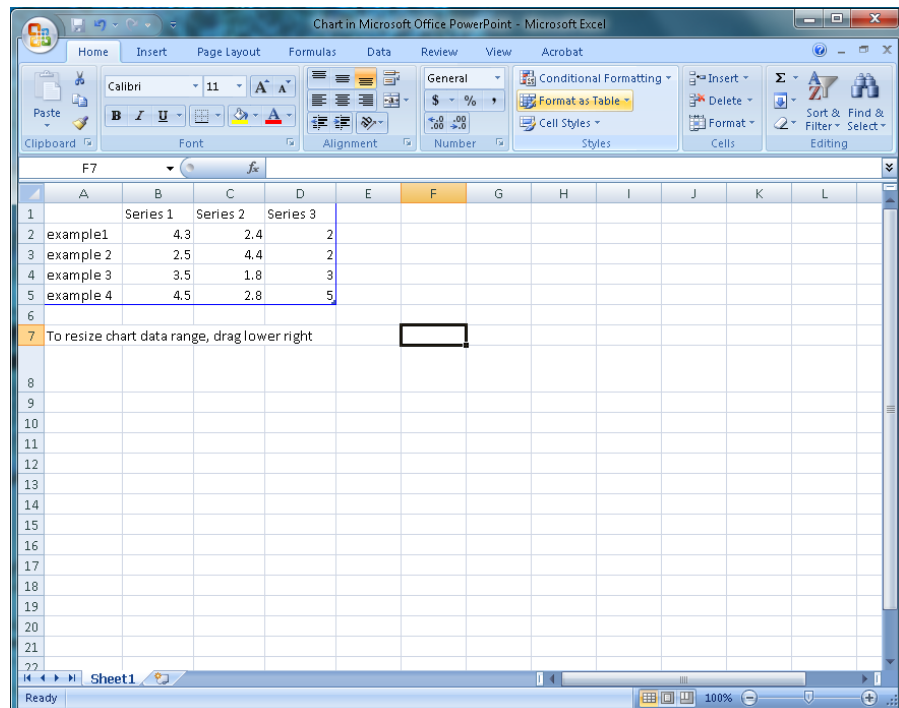 Chart in Microsoft Office PowerPoint - Microsoft Excel
Home Insert Page Layout Formulas Data Review View Acrobat
Paste
Clipboard
Calibri 11 A A
B I U A
Font
Alignment
General
$ % ,
.0 .00 .00 .0
Number
Conditional Formatting
Format as Table
Cell Styles
Styles
Insert
Delete
Format
Cells
Σ
Sort & Filter
Find & Select
Editing
F7 fx
A B C D E F G H I J K L
1 Series 1 Series 2 Series 3
2 example1 4.3 2.4 2
3 example 2 2.5 4.4 2
4 example 3 3.5 1.8 3
5 example 4 4.5 2.8 5
6
7 To resize chart data range, drag lower right
8
9
10
11
12
13
14
15
16
17
18
19
20
21
22
Sheet1
Ready 100%